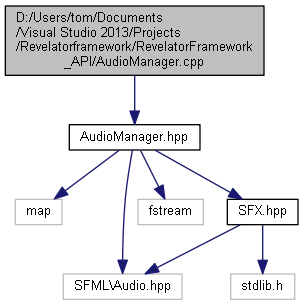 D:/Users/tom/Documents
/Visual Studio 2013/Projects
/Revelatorframework/RevelatorFramework
_API/AudioManager.cpp
AudioManager.hpp
map
fstream
SFX.hpp
SFML\Audio.hpp
stdlib.h